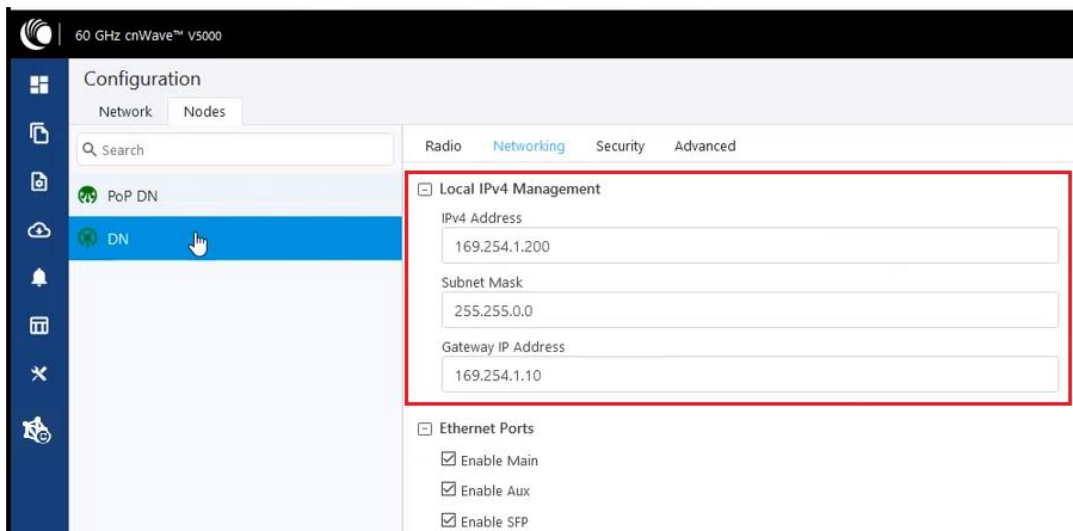 60 GHz cnWave™ V5000
Configuration
Network Nodes
Search
PoP DN
DN
Radio Networking Security Advanced
Local IPv4 Management
IPv4 Address
169.254.1.200
Subnet Mask
255.255.0.0
Gateway IP Address
169.254.1.10
Ethernet Ports
Enable Main
Enable Aux
Enable SFP